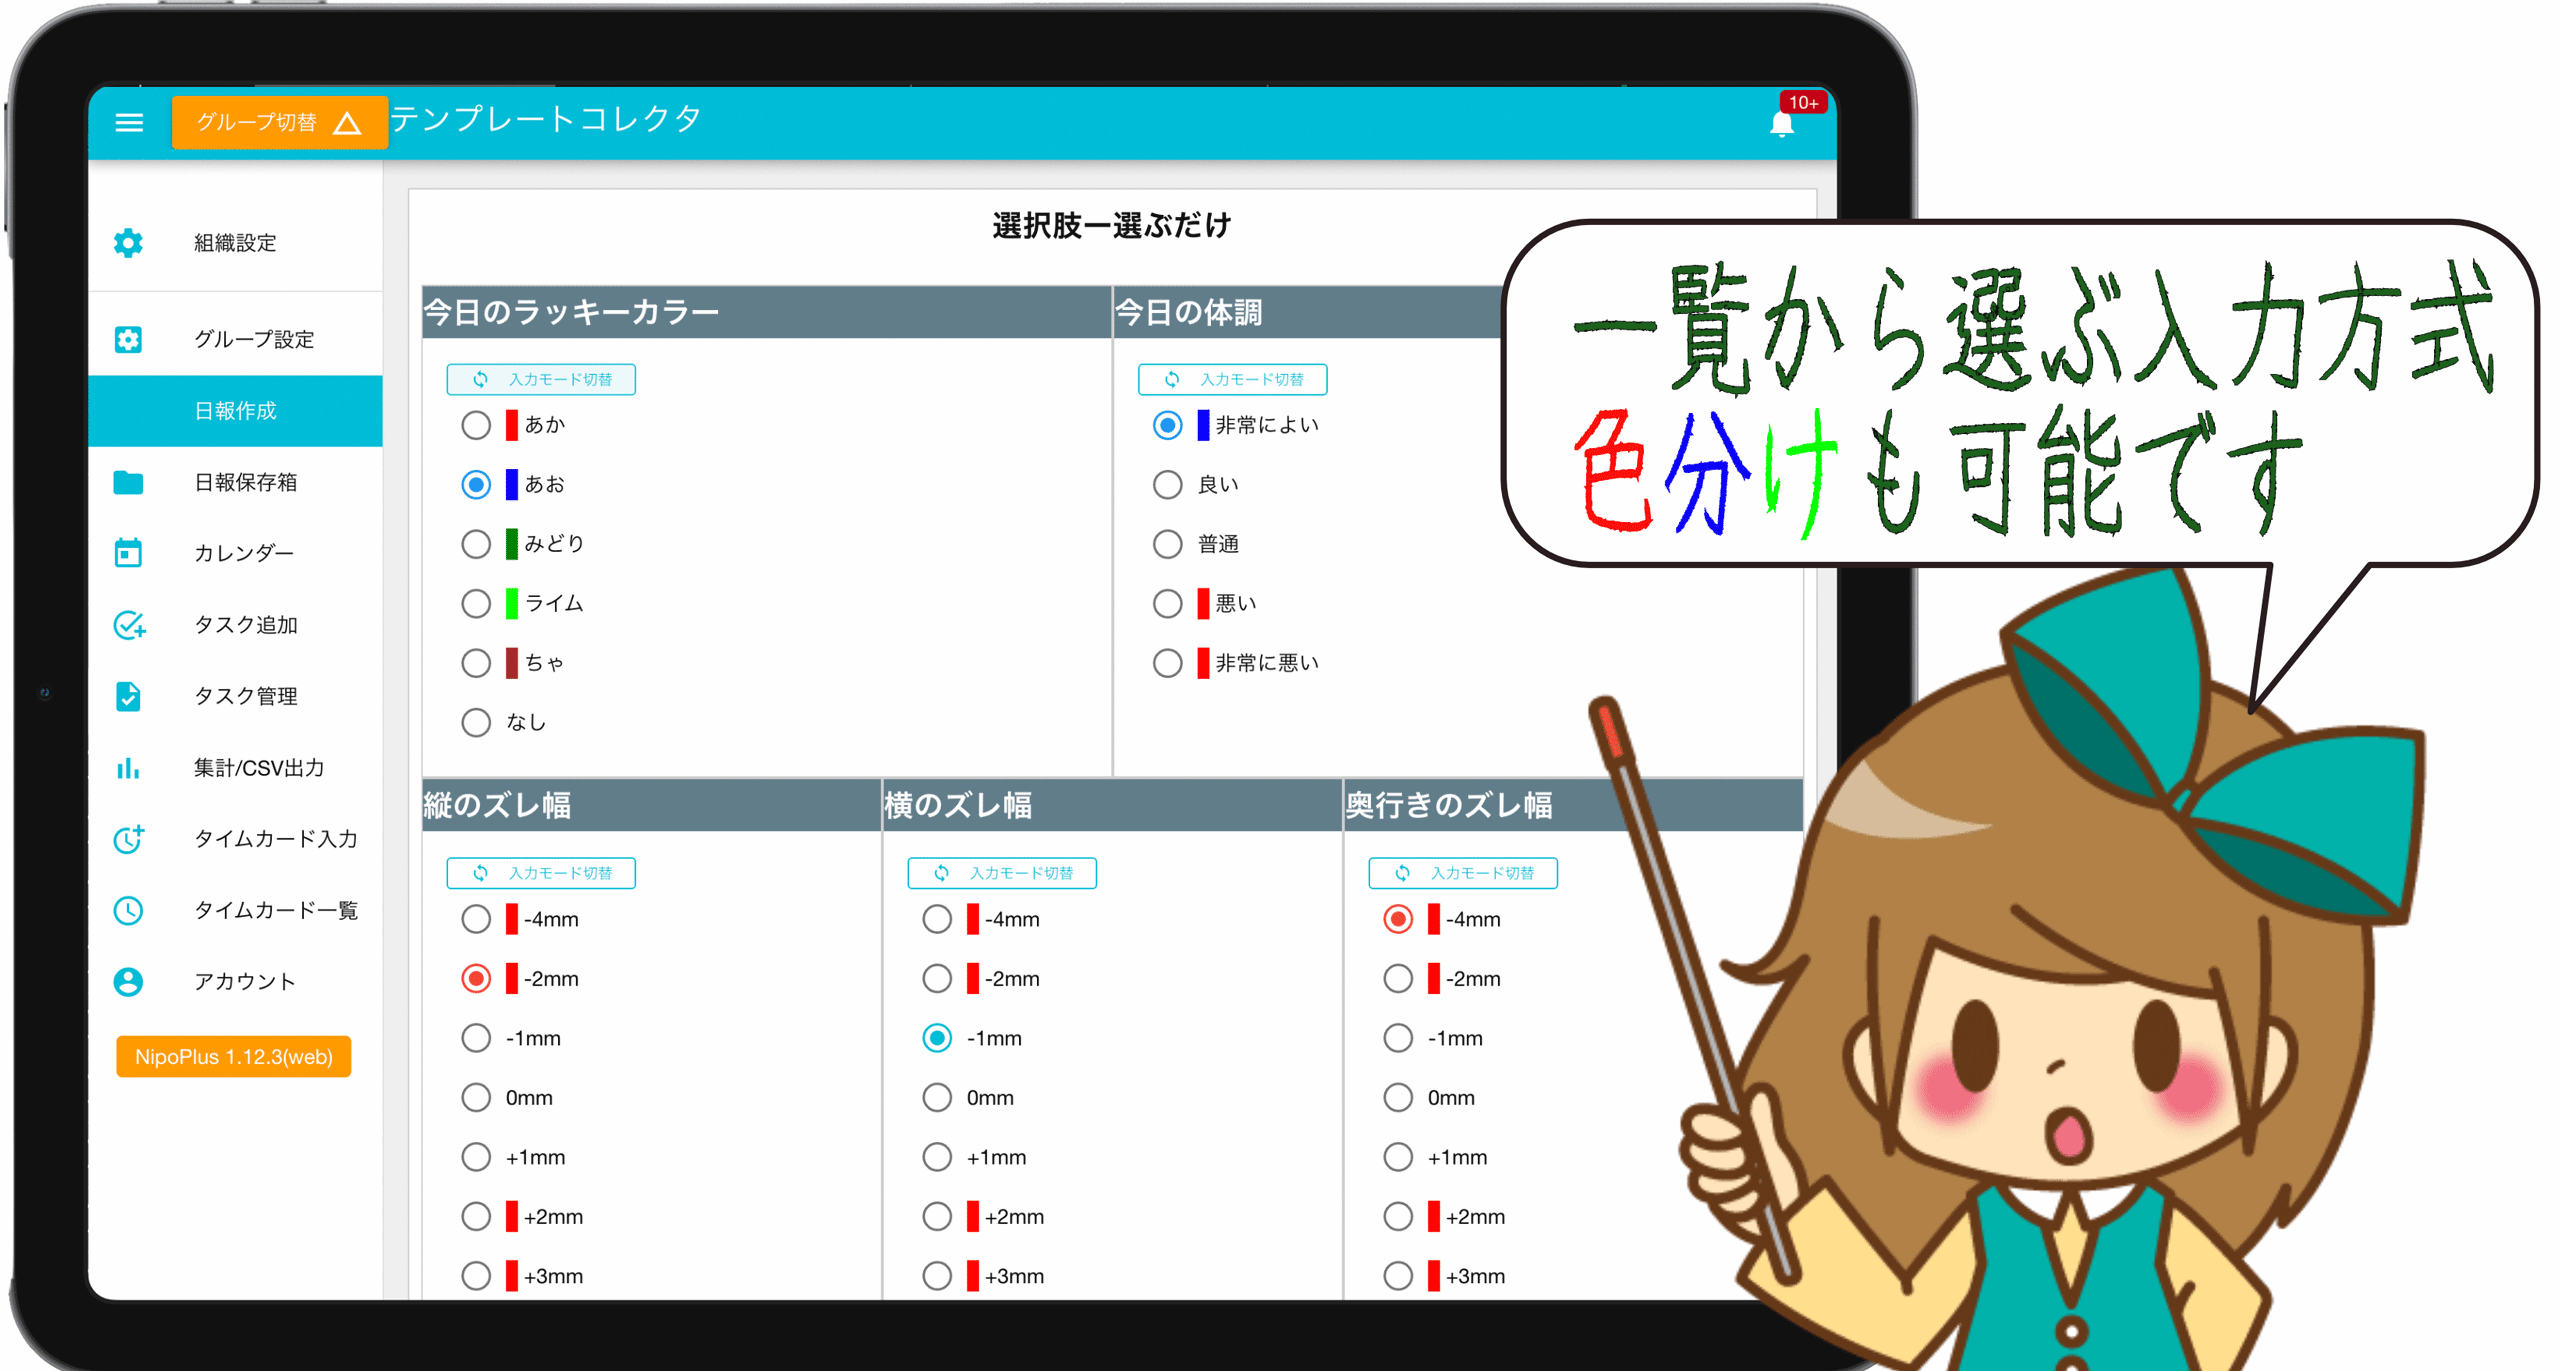 グループ切替
テンプレートコレクタ
10+
組織設定
グループ設定
日報作成
日報保存箱
カレンダー
タスク追加
タスク管理
集計/CSV出力
タイムカード入力
タイムカード一覧
アカウント
NipoPlus 1.12.3(web)
選択肢ー選ぶだけ
今日のラッキーカラー
入力モード切替
あか
あお
みどり
ライム
ちゃ
なし
今日の体調
入力モード切替
非常によい
良い
普通
悪い
非常に悪い
縦のズレ幅
入力モード切替
-4mm
-2mm
-1mm
0mm
+1mm
+2mm
+3mm
横のズレ幅
入力モード切替
-4mm
-2mm
-1mm
0mm
+1mm
+2mm
+3mm
奥行きのズレ幅
入力モード切替
-4mm
-2mm
-1mm
0mm
+1mm
+2mm
+3mm
一覧から選ぶ入力方式
色分けも可能です